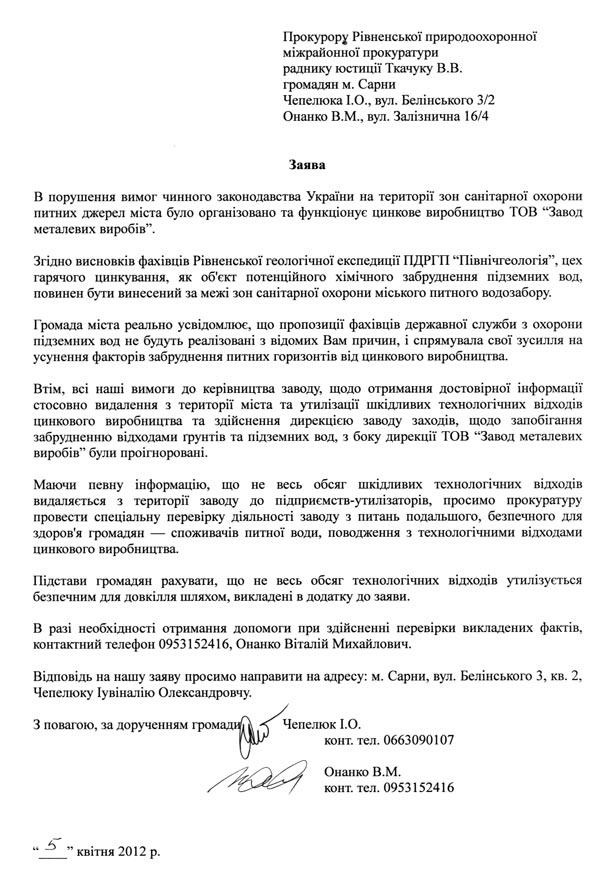 Прокурору Рівненської природоохоронної
міжрайонної прокуратури
раднику юстиції Ткачуку В.В.
громадян м. Сарни
Чепелюка І.О., вул. Белінського 3/2
Онанко В.М., вул. Залізнична 16/4
Заява
В порушення вимог чинного законодавства України на території зон санітарної охорони
питних джерел міста було організовано та функціонує цинкове виробництво ТОВ “Завод
металевих виробів”.
Згідно висновків фахівців Рівненської геологічної експедиції ПДРГП “Північгеологія”, цех
гарячого цинкування, як об'єкт потенційного хімічного забруднення підземних вод,
повинен бути винесений за межі зон санітарної охорони міського питного водозабору.
Громада міста реально усвідомлює, що пропозиції фахівців державної служби з охорони
підземних вод не будуть реалізовані з відомих Вам причин, і спрямувала свої зусилля на
усунення факторів забруднення питних горизонтів від цинкового виробництва.
Втім, всі наші вимоги до керівництва заводу, щодо отримання достовірної інформації
стосовно видалення з території міста та утилізації шкідливих технологічних відходів
цинкового виробництва та здійснення дирекцією заводу заходів, щодо запобігання
забрудненню відходами ґрунтів та підземних вод, з боку дирекції ТОВ “Завод металевих
виробів” були проігноровані.
Маючи певну інформацію, що не весь обсяг шкідливих технологічних відходів
видаляється з території заводу до підприємств-утилізаторів, просимо прокуратуру
провести спеціальну перевірку діяльності заводу з питань подальшого, безпечного для
здоров'я громадян — споживачів питної води, поводження з технологічними відходами
цинкового виробництва.
Підстави громадян рахувати, що не весь обсяг технологічних відходів утилізується
безпечним для довкілля шляхом, викладені в додатку до заяви.
В разі необхідності отримання допомоги при здійсненні перевірки викладених фактів,
контактний телефон 0953152416, Онанко Віталій Михайлович.
Відповідь на нашу заяву просимо направити на адресу: м. Сарни, вул. Белінського 3, кв. 2,
Чепелюку Ювіналію Олександровчу.
З повагою, за дорученням громади Чепелюк І.О.
конт. тел. 0663090107
Онанко В.М.
конт. тел. 0953152416
“5” квітня 2012 р.